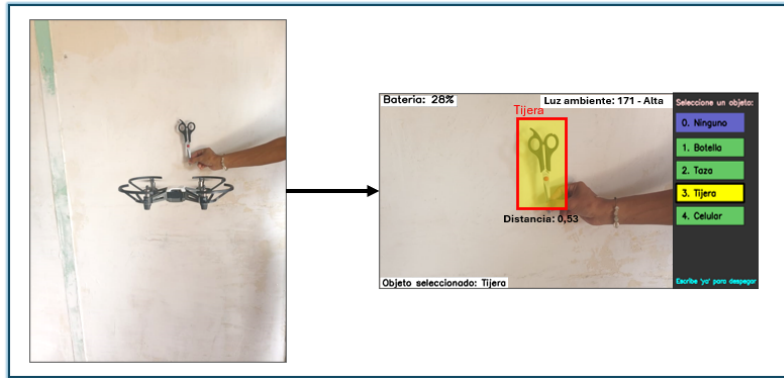 Bateria: 28%
Luz ambiente: 171 - Alta
Tijera
Distancia: 0,53
Objeto seleccionado: Tijera
Seleccione un objeto:
0. Ninguno
1. Botella
2. Taza
3. Tijera
4. Celular
Escribe 'ya' para despegar